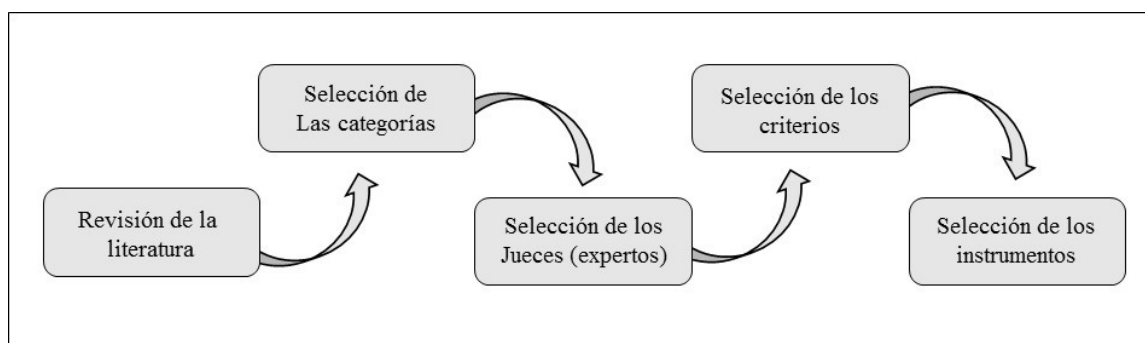 Revisión de la
literatura
Selección de
Las categorías
Selección de los
Jueces (expertos)
Selección de los
criterios
Selección de los
instrumentos